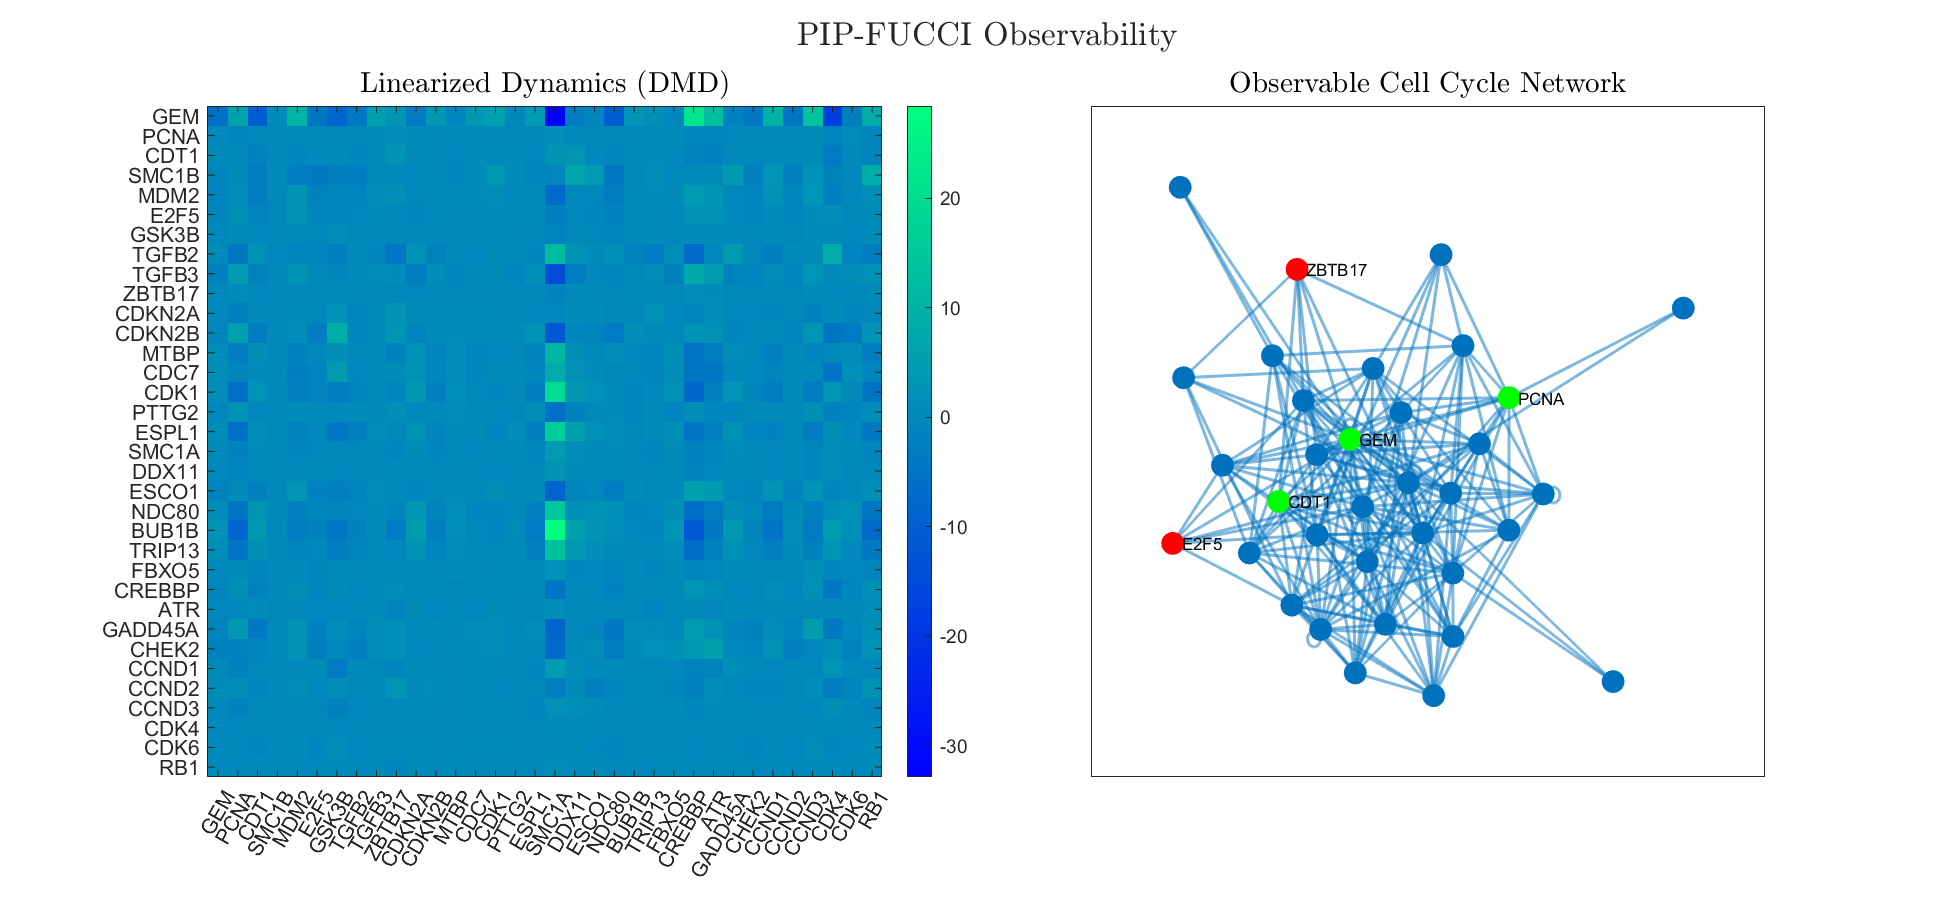 PIP-FUCCI Observability
Linearized Dynamics (DMD)
GEM
PCNA
CDT1
SMC1B
MDM2
E2F5
GSK3B
TGFB2
TGFB3
ZBTB17
CDKN2A
CDKN2B
MTBP
CDC7
CDK1
PTTG2
ESPL1
SMC1A
DDX11
ESCO1
NDC80
BUB1B
TRIP13
FBXO5
CREBBP
ATR
GADD45A
CHEK2
CCND1
CCND2
CCND3
CDK4
CDK6
RB1
GEM
PCNA
CDT1
SMC1B
MDM2
E2F5
GSK3B
TGFB2
TGFB3
ZBTB17
CDKN2A
CDKN2B
MTBP
CDC7
CDK1
PTTG2
ESPL1
SMC1A
DDX11
ESCO1
NDC80
BUB1B
TRIP13
FBXO5
CREBBP
ATR
GADD45A
CHEK2
CCND1
CCND2
CCND3
CDK4
CDK6
RB1
20
10
0
-10
-20
-30
Observable Cell Cycle Network
ZBTB17
PCNA
GEM
CDT1
E2F5